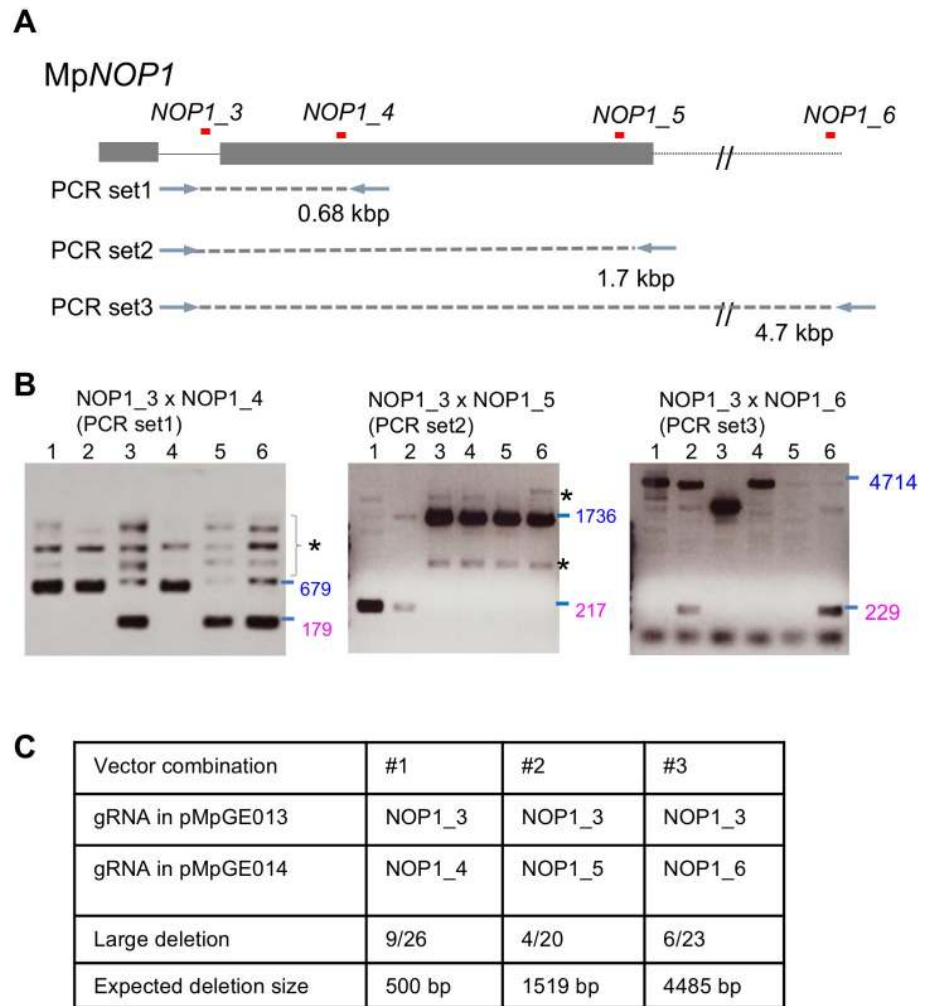 A
MpNOP1
NOP1_3 NOP1_4 NOP1_5 NOP1_6
//
PCR set1
0.68 kbp
PCR set2
1.7 kbp
PCR set3 //
4.7 kbp
B
NOP1_3 x NOP1_4
(PCR set1)
1 2 3 4 5 6
*
679
179
NOP1_3 x NOP1_5
(PCR set2)
1 2 3 4 5 6
*
1736
*
217
NOP1_3 x NOP1_6
(PCR set3)
1 2 3 4 5 6
4714
229
C
Vector combination #1 #2 #3
gRNA in pMpGE013 NOP1_3 NOP1_3 NOP1_3
gRNA in pMpGE014 NOP1_4 NOP1_5 NOP1_6
Large deletion 9/26 4/20 6/23
Expected deletion size 500 bp 1519 bp 4485 bp